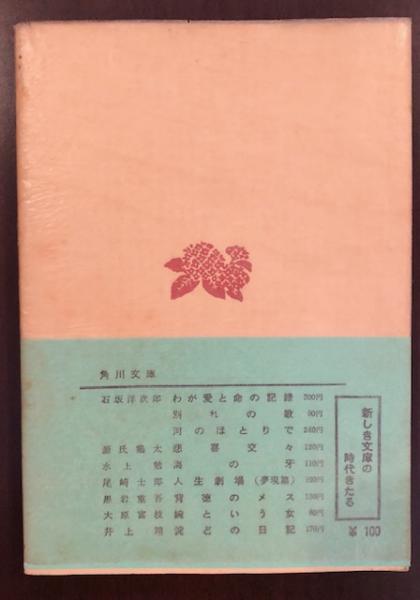 角川文庫
石坂洋次郎 わが愛と命の記録 200円
別れの歌 90円
河のほとりで 240円
源氏鶏太 悲喜交々 120円
水上勉 海の牙 110円
尾崎士郎 人生劇場(夢現篇)
黒岩重吾 背徳のメス 130円
大原富枝 婉という女 80円
井上靖 淀どの日記 170円
新しき文庫の
時代きたる
¥100